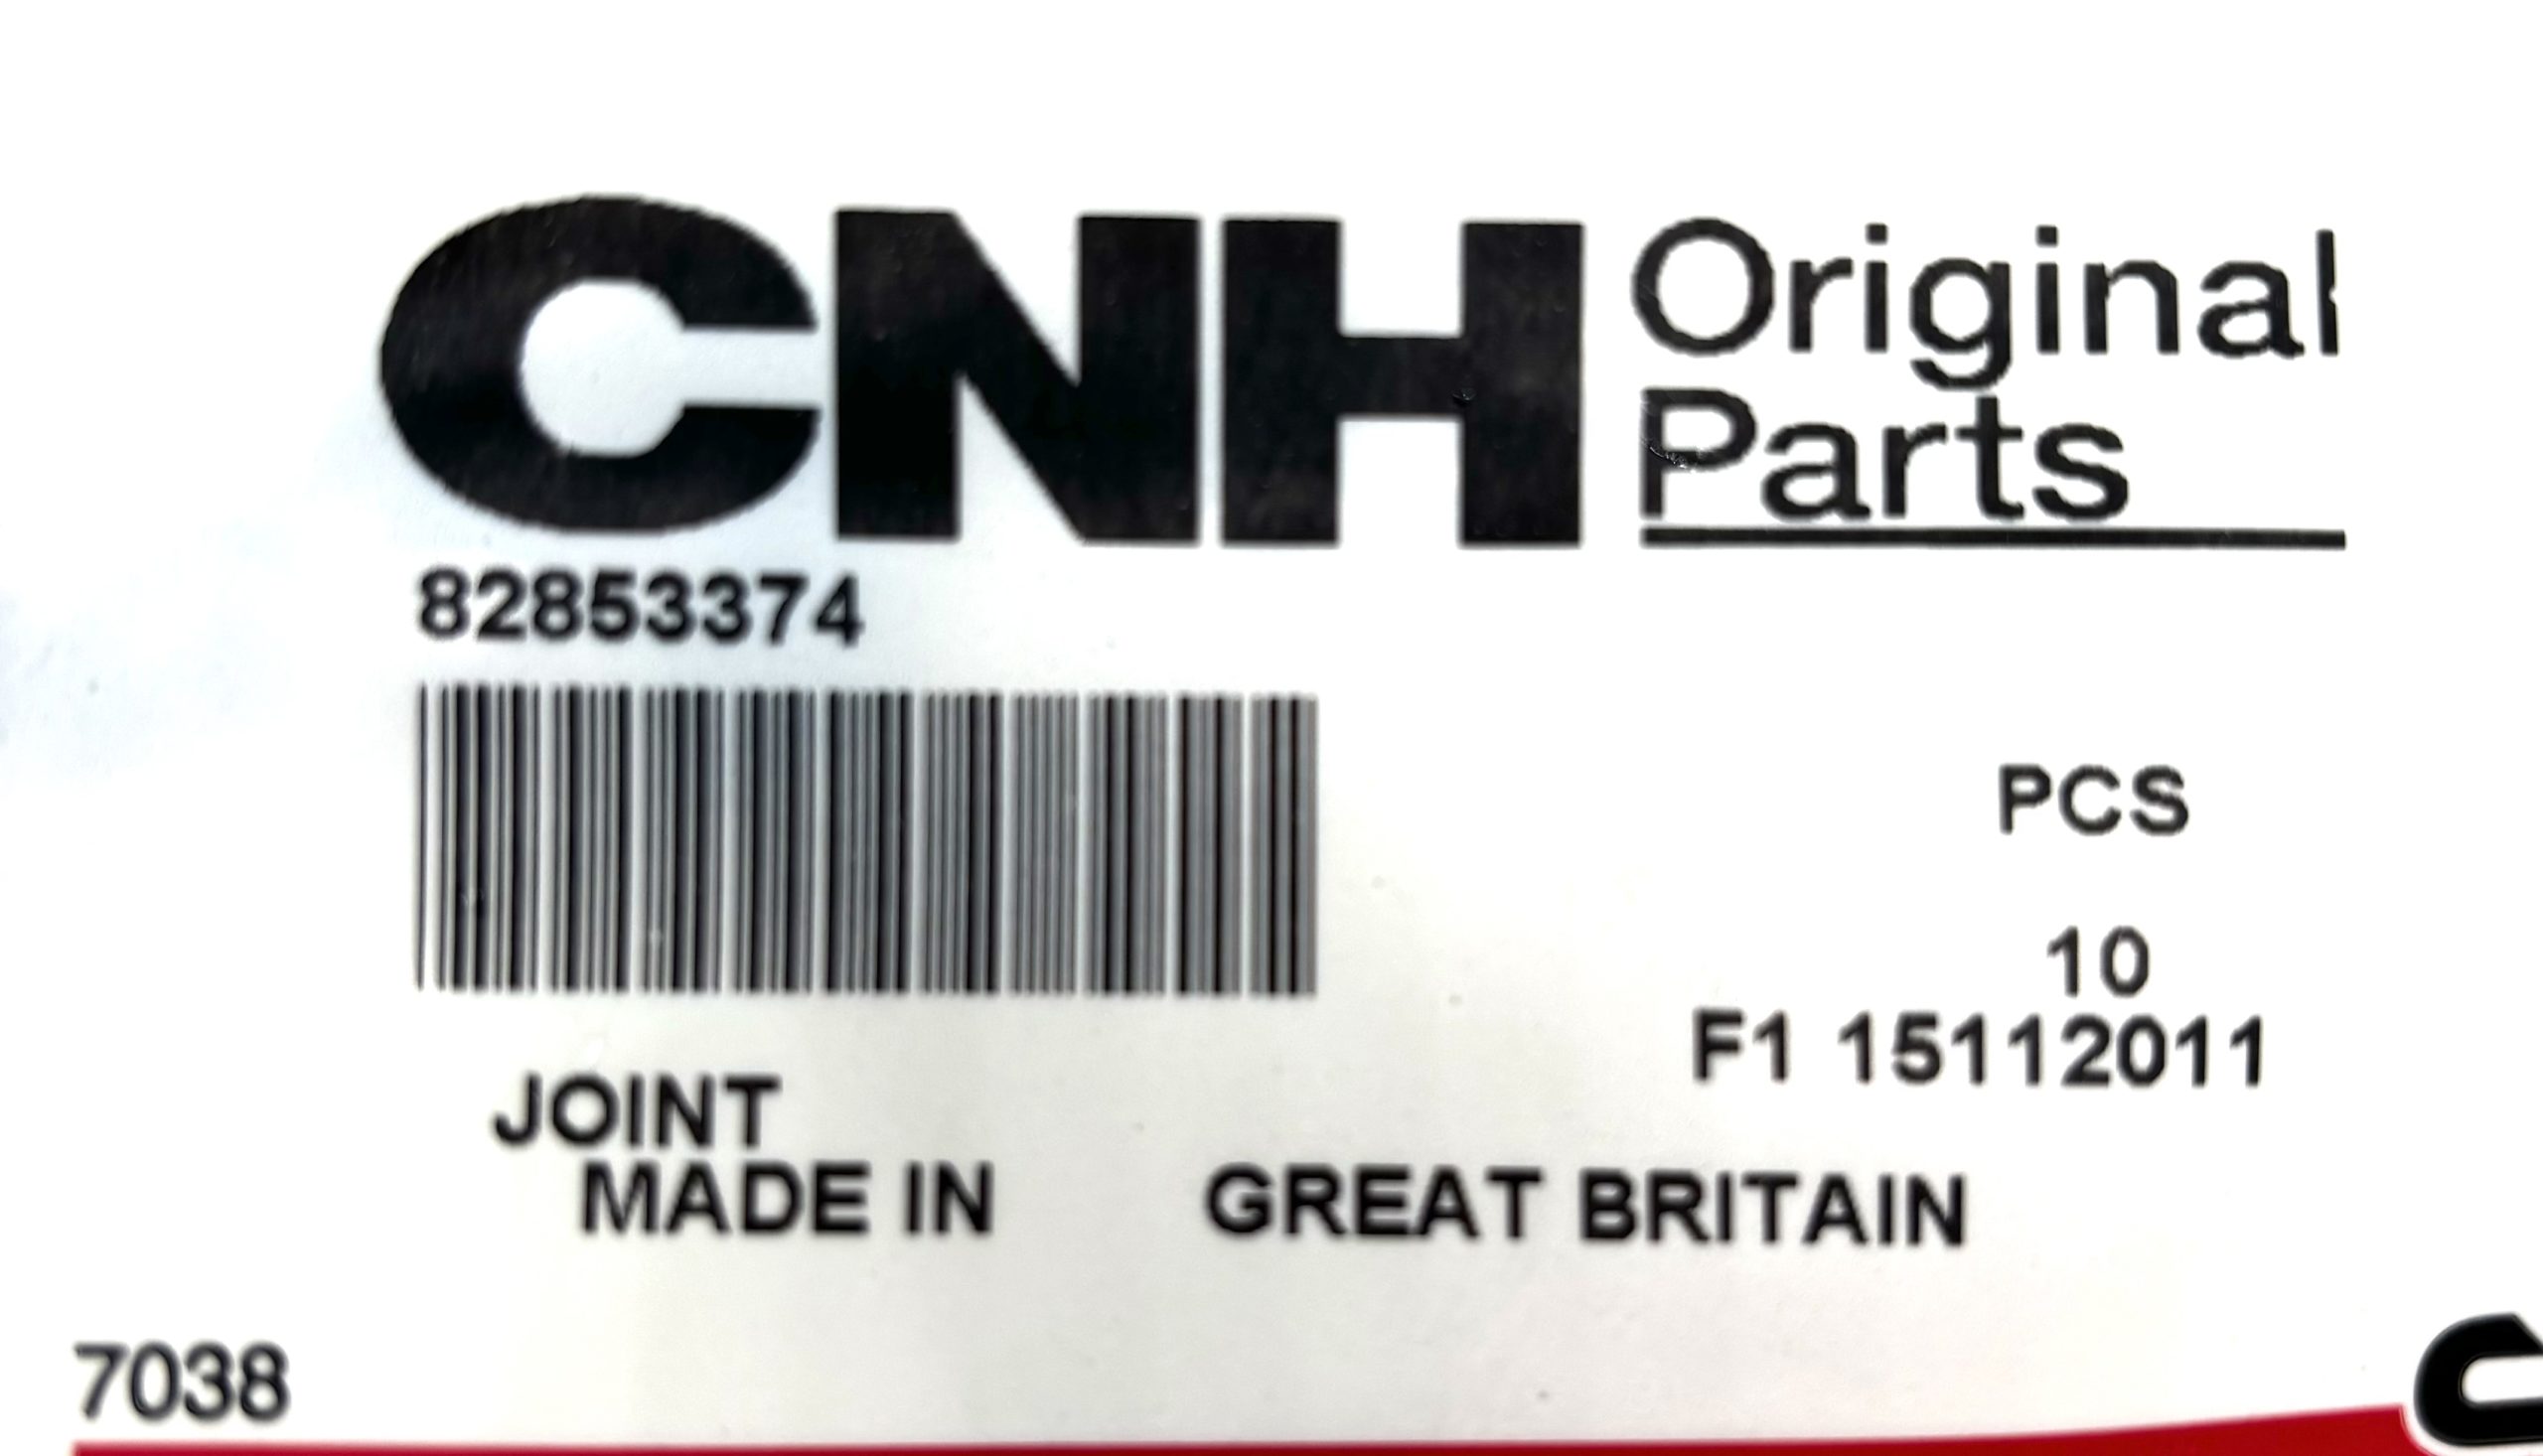 CNH Original
Parts
82853374
PCS
10
F1 15112011
JOINT
MADE IN GREAT BRITAIN
7038